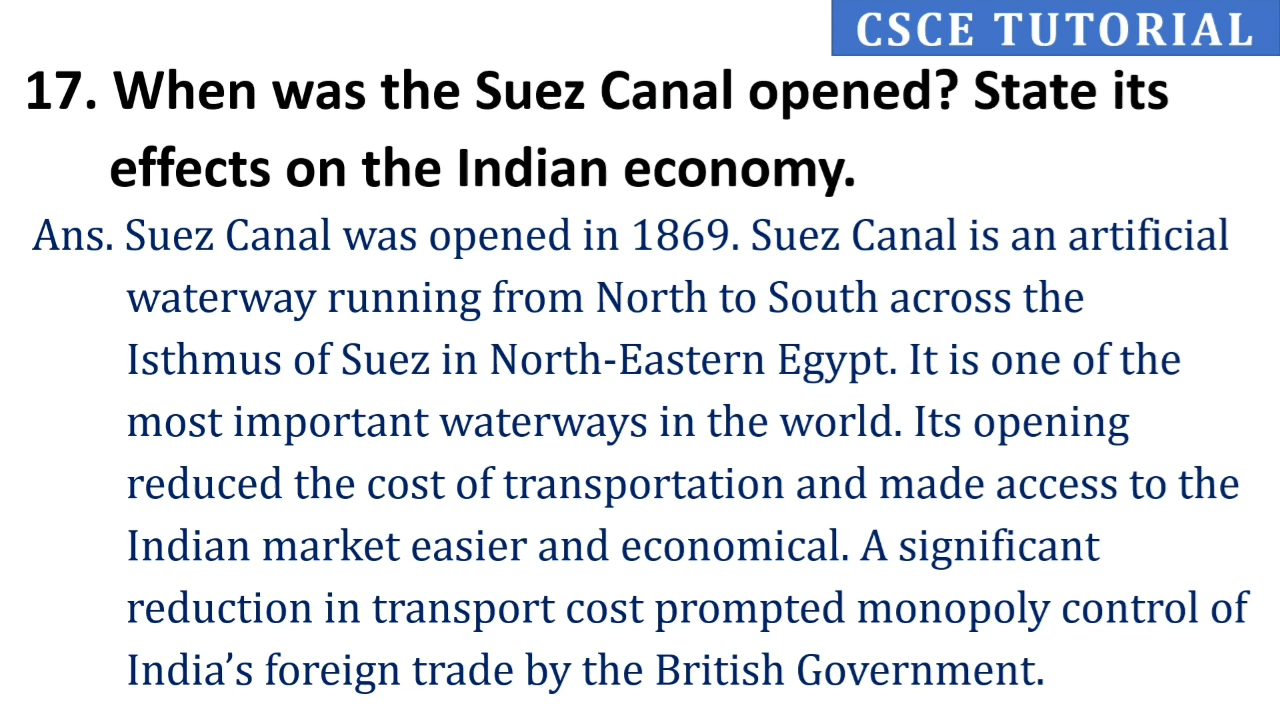 CSCE TUTORIAL
17. When was the Suez Canal opened? State its
effects on the Indian economy.
Ans. Suez Canal was opened in 1869. Suez Canal is an artificial
waterway running from North to South across the
Isthmus of Suez in North-Eastern Egypt. It is one of the
most important waterways in the world. Its opening
reduced the cost of transportation and made access to the
Indian market easier and economical. A significant
reduction in transport cost prompted monopoly control of
India’s foreign trade by the British Government.